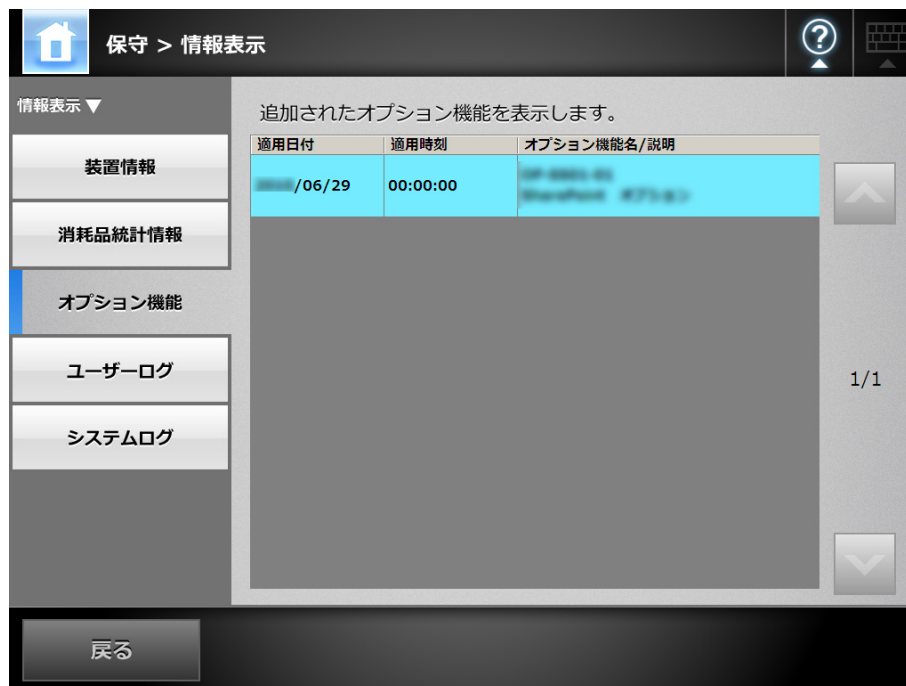 保守 > 情報表示
?
情報表示▼
装置情報
消耗品統計情報
オプション機能
ユーザーログ
システムログ
追加されたオプション機能を表示します。
適用日付 適用時刻 オプション機能名/説明
/06/29 00:00:00
1/1
戻る